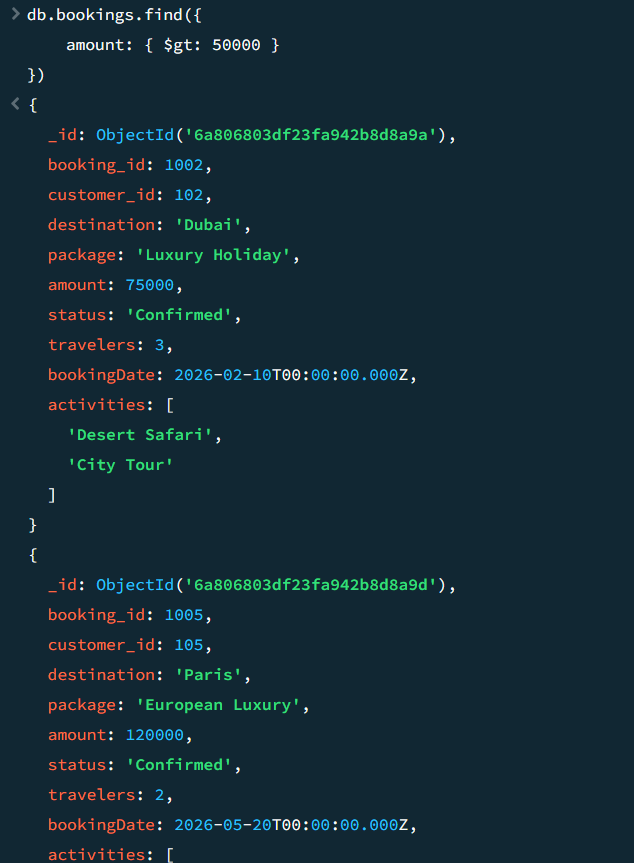 > db.bookings.find({
    amount: { $gt: 50000 }
})
< {
  _id: ObjectId('6a806803df23fa942b8d8a9a'),
  booking_id: 1002,
  customer_id: 102,
  destination: 'Dubai',
  package: 'Luxury Holiday',
  amount: 75000,
  status: 'Confirmed',
  travelers: 3,
  bookingDate: 2026-02-10T00:00:00.000Z,
  activities: [
    'Desert Safari',
    'City Tour'
  ]
}
{
  _id: ObjectId('6a806803df23fa942b8d8a9d'),
  booking_id: 1005,
  customer_id: 105,
  destination: 'Paris',
  package: 'European Luxury',
  amount: 120000,
  status: 'Confirmed',
  travelers: 2,
  bookingDate: 2026-05-20T00:00:00.000Z,
  activities: [